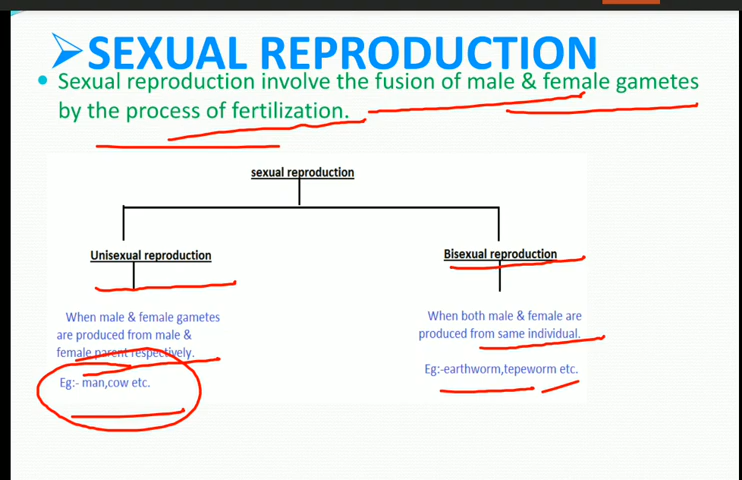 ➤SEXUAL REPRODUCTION
• Sexual reproduction involve the fusion of male & female gametes
by the process of fertilization.
sexual reproduction
Unisexual reproduction
Bisexual reproduction
When male & female gametes
are produced from male &
female parent respectively.
Eg:- man,cow etc.
When both male & female are
produced from same individual.
Eg:-earthworm,tepeworm etc.